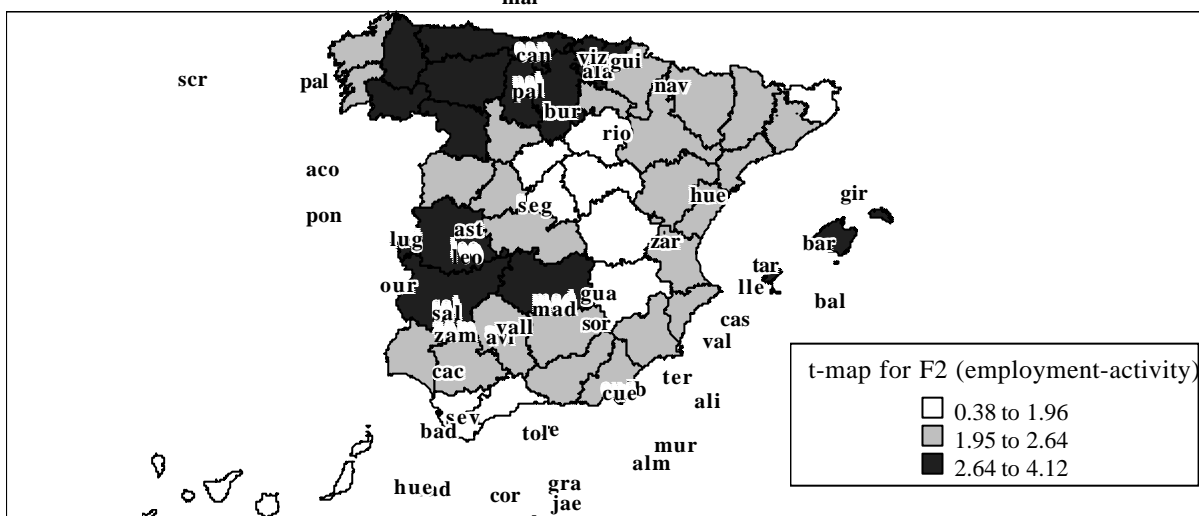 can
viz
gui
scr
pal
ala
nav
pal
bur
rio
aco
hue
gir
seg
pon
ast
lug
zar
bar
leo
tar
our
lle
gua
bal
sal
mad
cas
vall
sor
zam
avi
val
t-map for F2 (employment-activity)
cac
ter
cue
ali
0.38 to 1.96
sev
1.95 to 2.64
bad
mur
alm
2.64 to 4.12
hue
cor
gra
jae